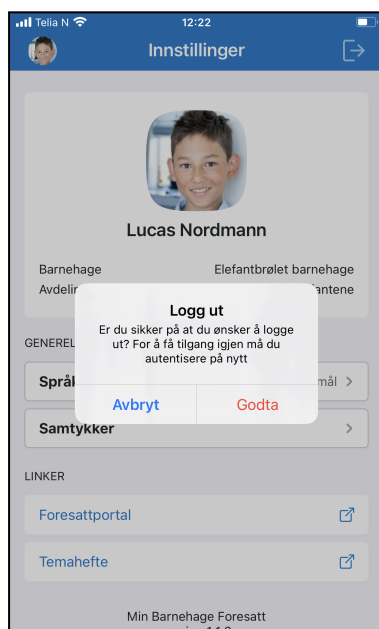 Telia N 12:22
Innstillinger
Lucas Nordmann
Barnehage Elefantbrølet barnehage
Logg ut
Er du sikker på at du ønsker å logge
ut? For å få tilgang igjen må du
autentisere på nytt
Avbryt Godta
Samtykker
LINKER
Foresattportal
Temahefte
Min Barnehage Foresatt